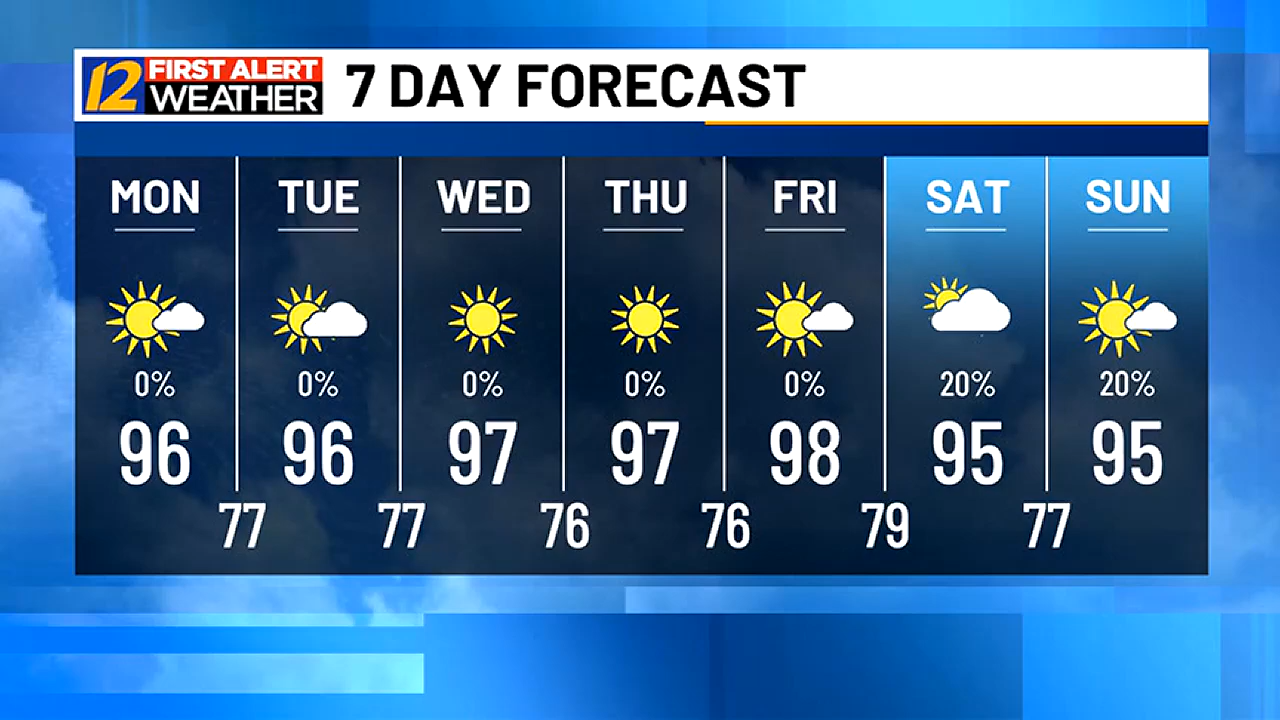 12 FIRST ALERT WEATHER 7 DAY FORECAST
MON TUE WED THU FRI SAT SUN
0% 0% 0% 0% 0% 20% 20%
96 96 97 97 98 95 95
77 77 76 76 79 77